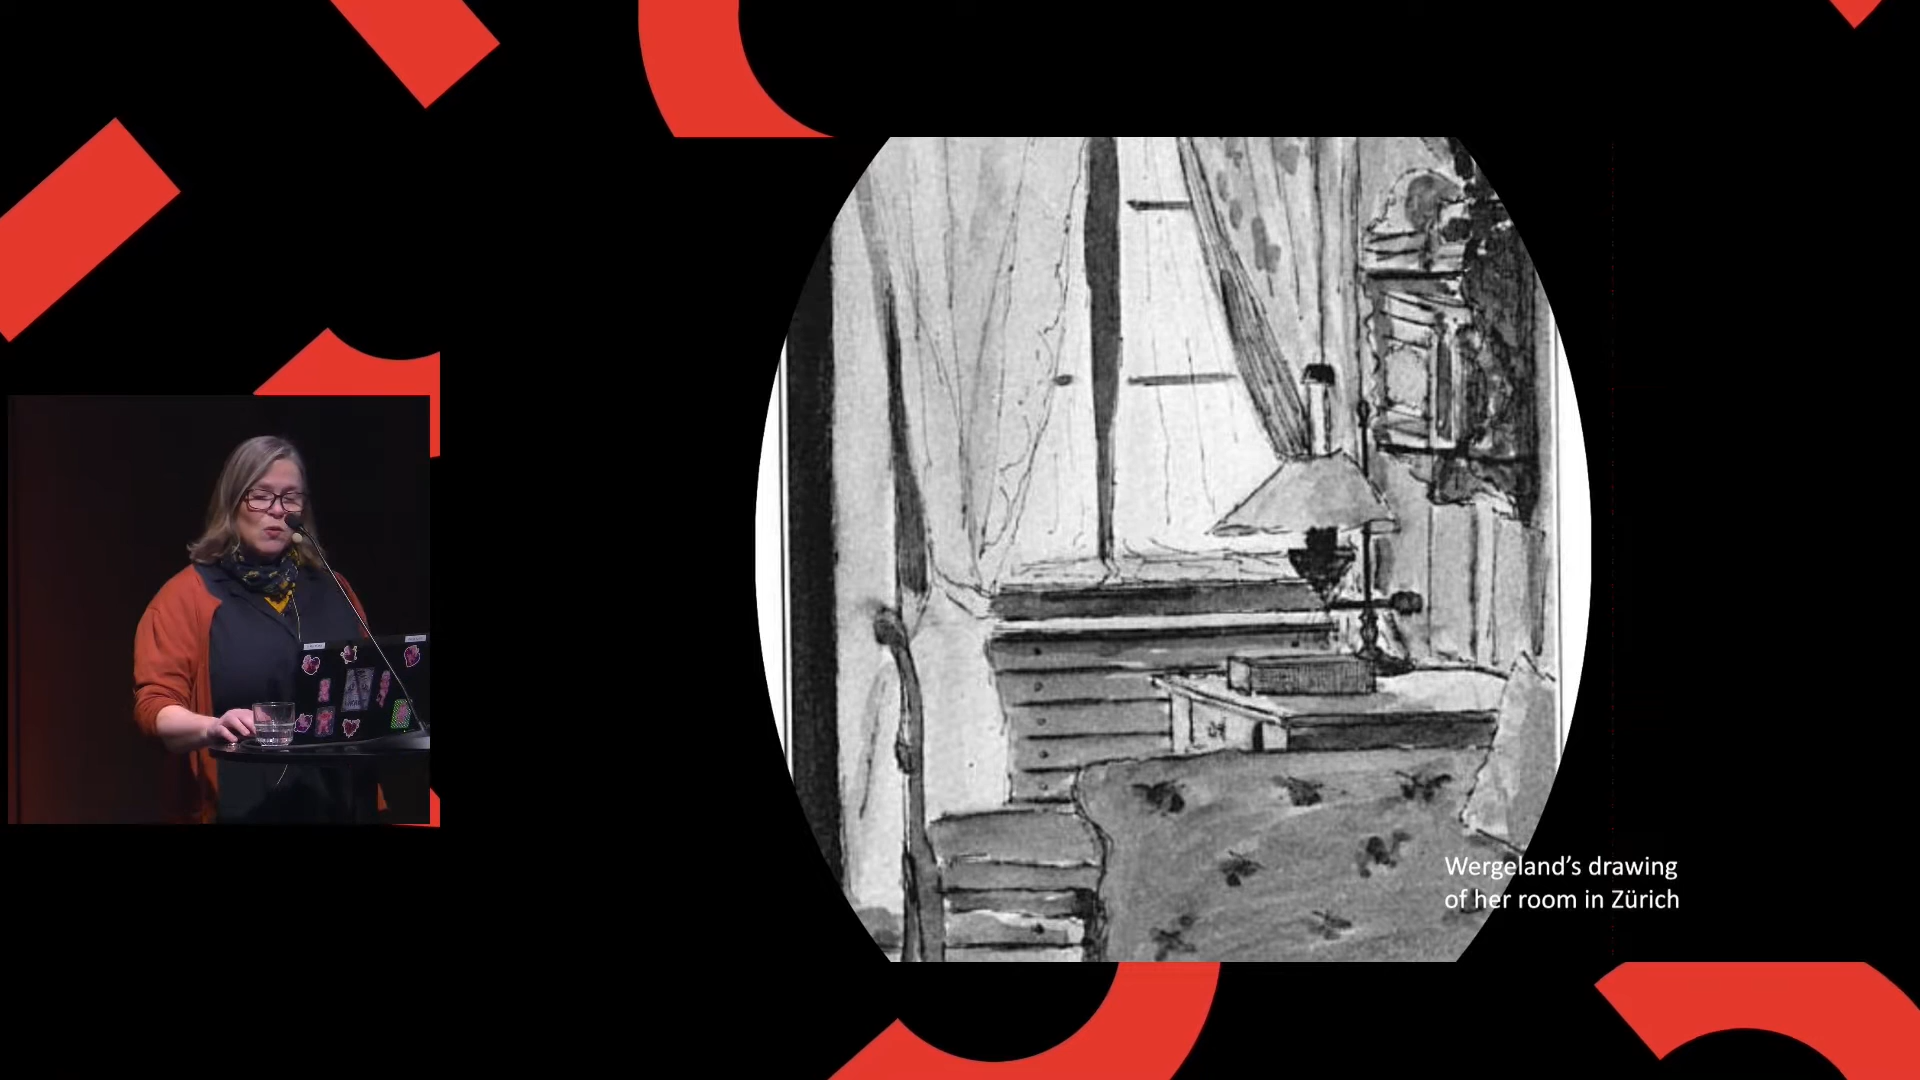 Wergeland’s drawing
of her room in Zürich